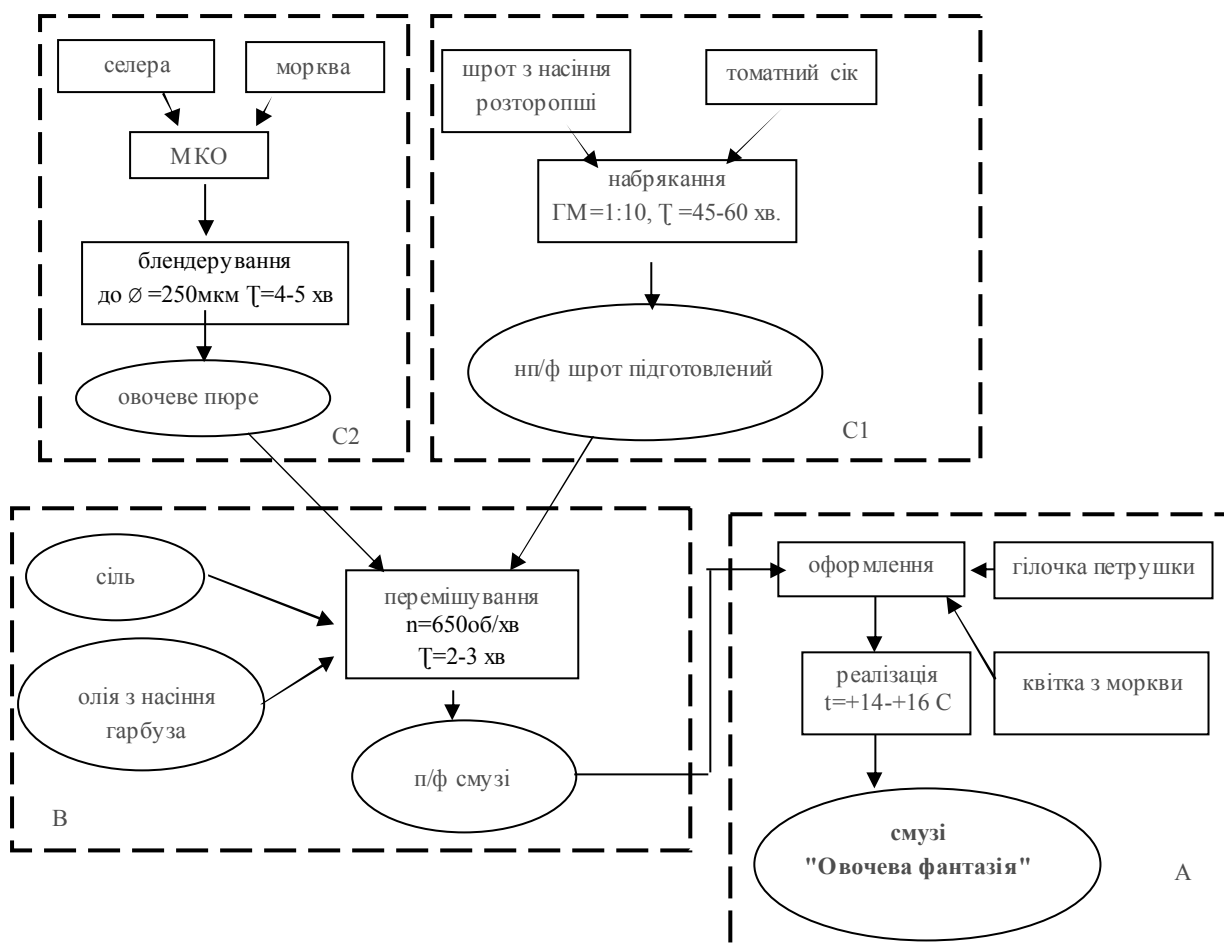 селера
морква
МКО
блендерування
до ⌀ =250мкм Ʈ=4-5 хв
овочеве пюре
С2
шрот з насіння
розторопші
томатний сік
набрякання
ГМ=1:10, Ʈ =45-60 хв.
нп/ф шрот підготовлений
С1
сіль
олія з насіння
гарбуза
перемішування
n=650об/хв
Ʈ=2-3 хв
п/ф смузі
В
оформлення
гілочка петрушки
реалізація
t=+14-+16 С
квітка з моркви
смузі
"Овочева фантазія"
А